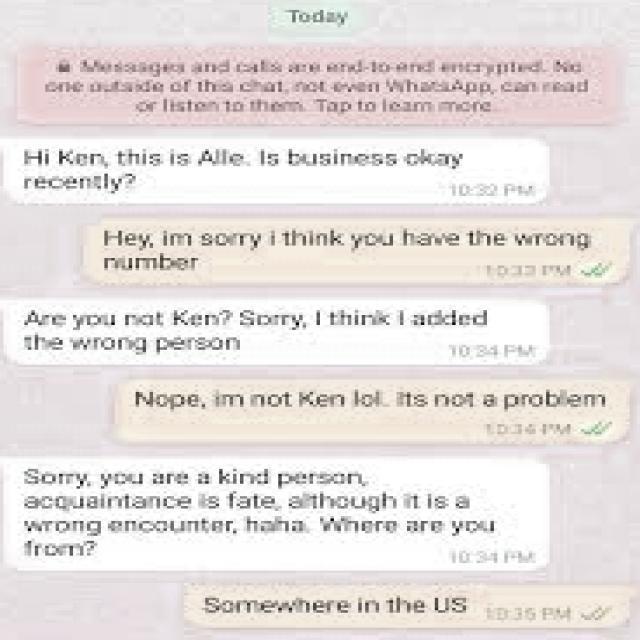 Today
Messages and calls are end-to-end encrypted. No
one outside of this chat, not even WhatsApp, can read
or listen to them. Tap to learn more.
Hi Ken, this is Alle. Is business okay
recently?
10:32 PM
Hey, im sorry i think you have the wrong
number
10:33 PM
Are you not Ken? Sorry, I think I added
the wrong person
10:34 PM
Nope, im not Ken lol. Its not a problem
10:34 PM
Sorry, you are a kind person,
acquaintance is fate, although it is a
wrong encounter, haha. Where are you
from?
10:34 PM
Somewhere in the US
10:35 PM